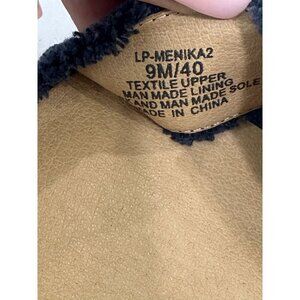 LP-MENIKA2
9M/40
TEXTILE UPPER
MAN MADE LINING
AND MAN MADE SOLE
MADE IN CHINA